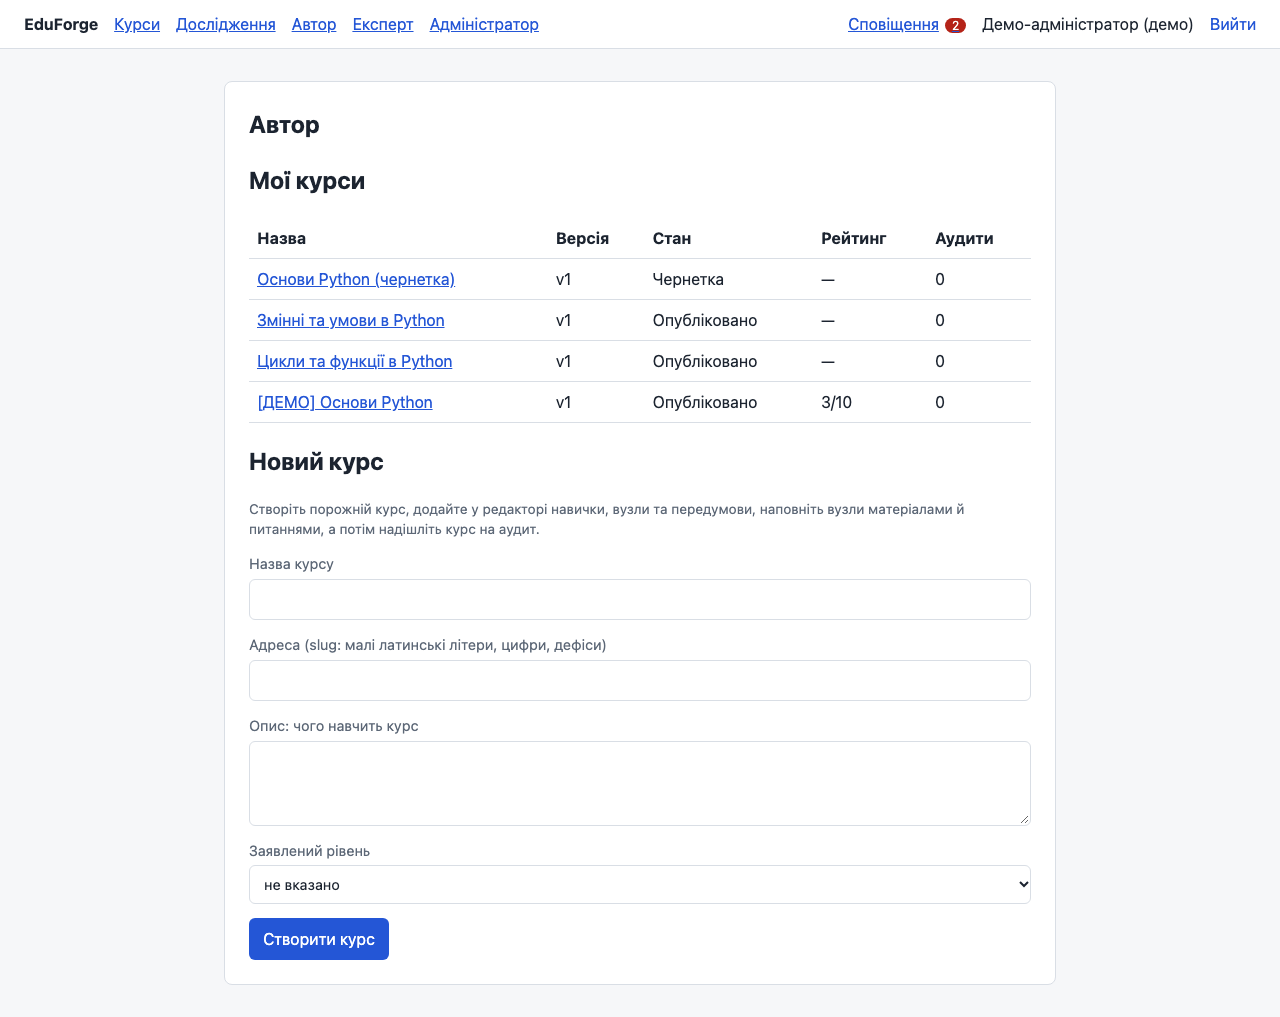 EduForge Курси Дослідження Автор Експерт Адміністратор Сповіщення 2 Демо-адміністратор (демо) Вийти
Автор
Мої курси
Назва Версія Стан Рейтинг Аудити
Основи Python (чернетка) v1 Чернетка — 0
Змінні та умови в Python v1 Опубліковано — 0
Цикли та функції в Python v1 Опубліковано — 0
[ДЕМО] Основи Python v1 Опубліковано 3/10 0
Новий курс
Створіть порожній курс, додайте у редакторі навички, вузли та передумови, наповніть вузли матеріалами й
питаннями, а потім надішліть курс на аудит.
Назва курсу
Адреса (slug: малі латинські літери, цифри, дефіси)
Опис: чого навчить курс
Заявлений рівень
не вказано
Створити курс